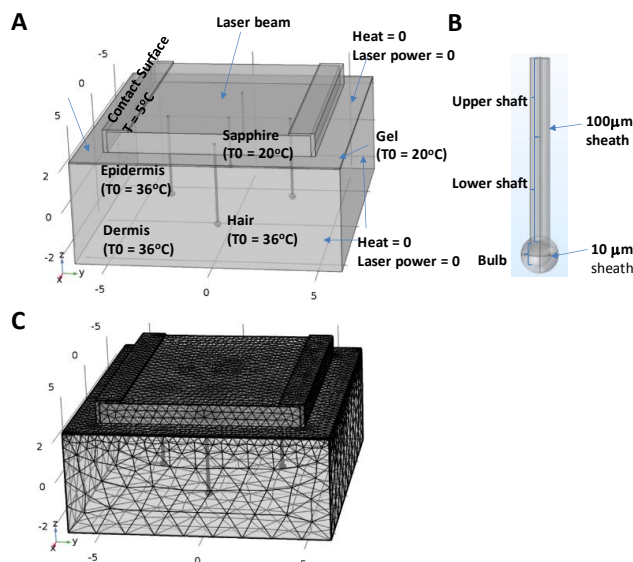 A
Laser beam
Heat = 0
Laser power = 0
Contact Surface
T = 5°C
Sapphire
(T0 = 20°C)
Gel
(T0 = 20°C)
Epidermis
(T0 = 36°C)
Dermis
(T0 = 36°C)
Hair
(T0 = 36°C)
Heat = 0
Laser power = 0
-5
0
5
2
0
-2
-5
0
5
z
y
x
B
Upper shaft
100μm
sheath
Lower shaft
Bulb
10 μm
sheath
C
-5
0
5
2
0
-2
-5
0
5
z
y
x